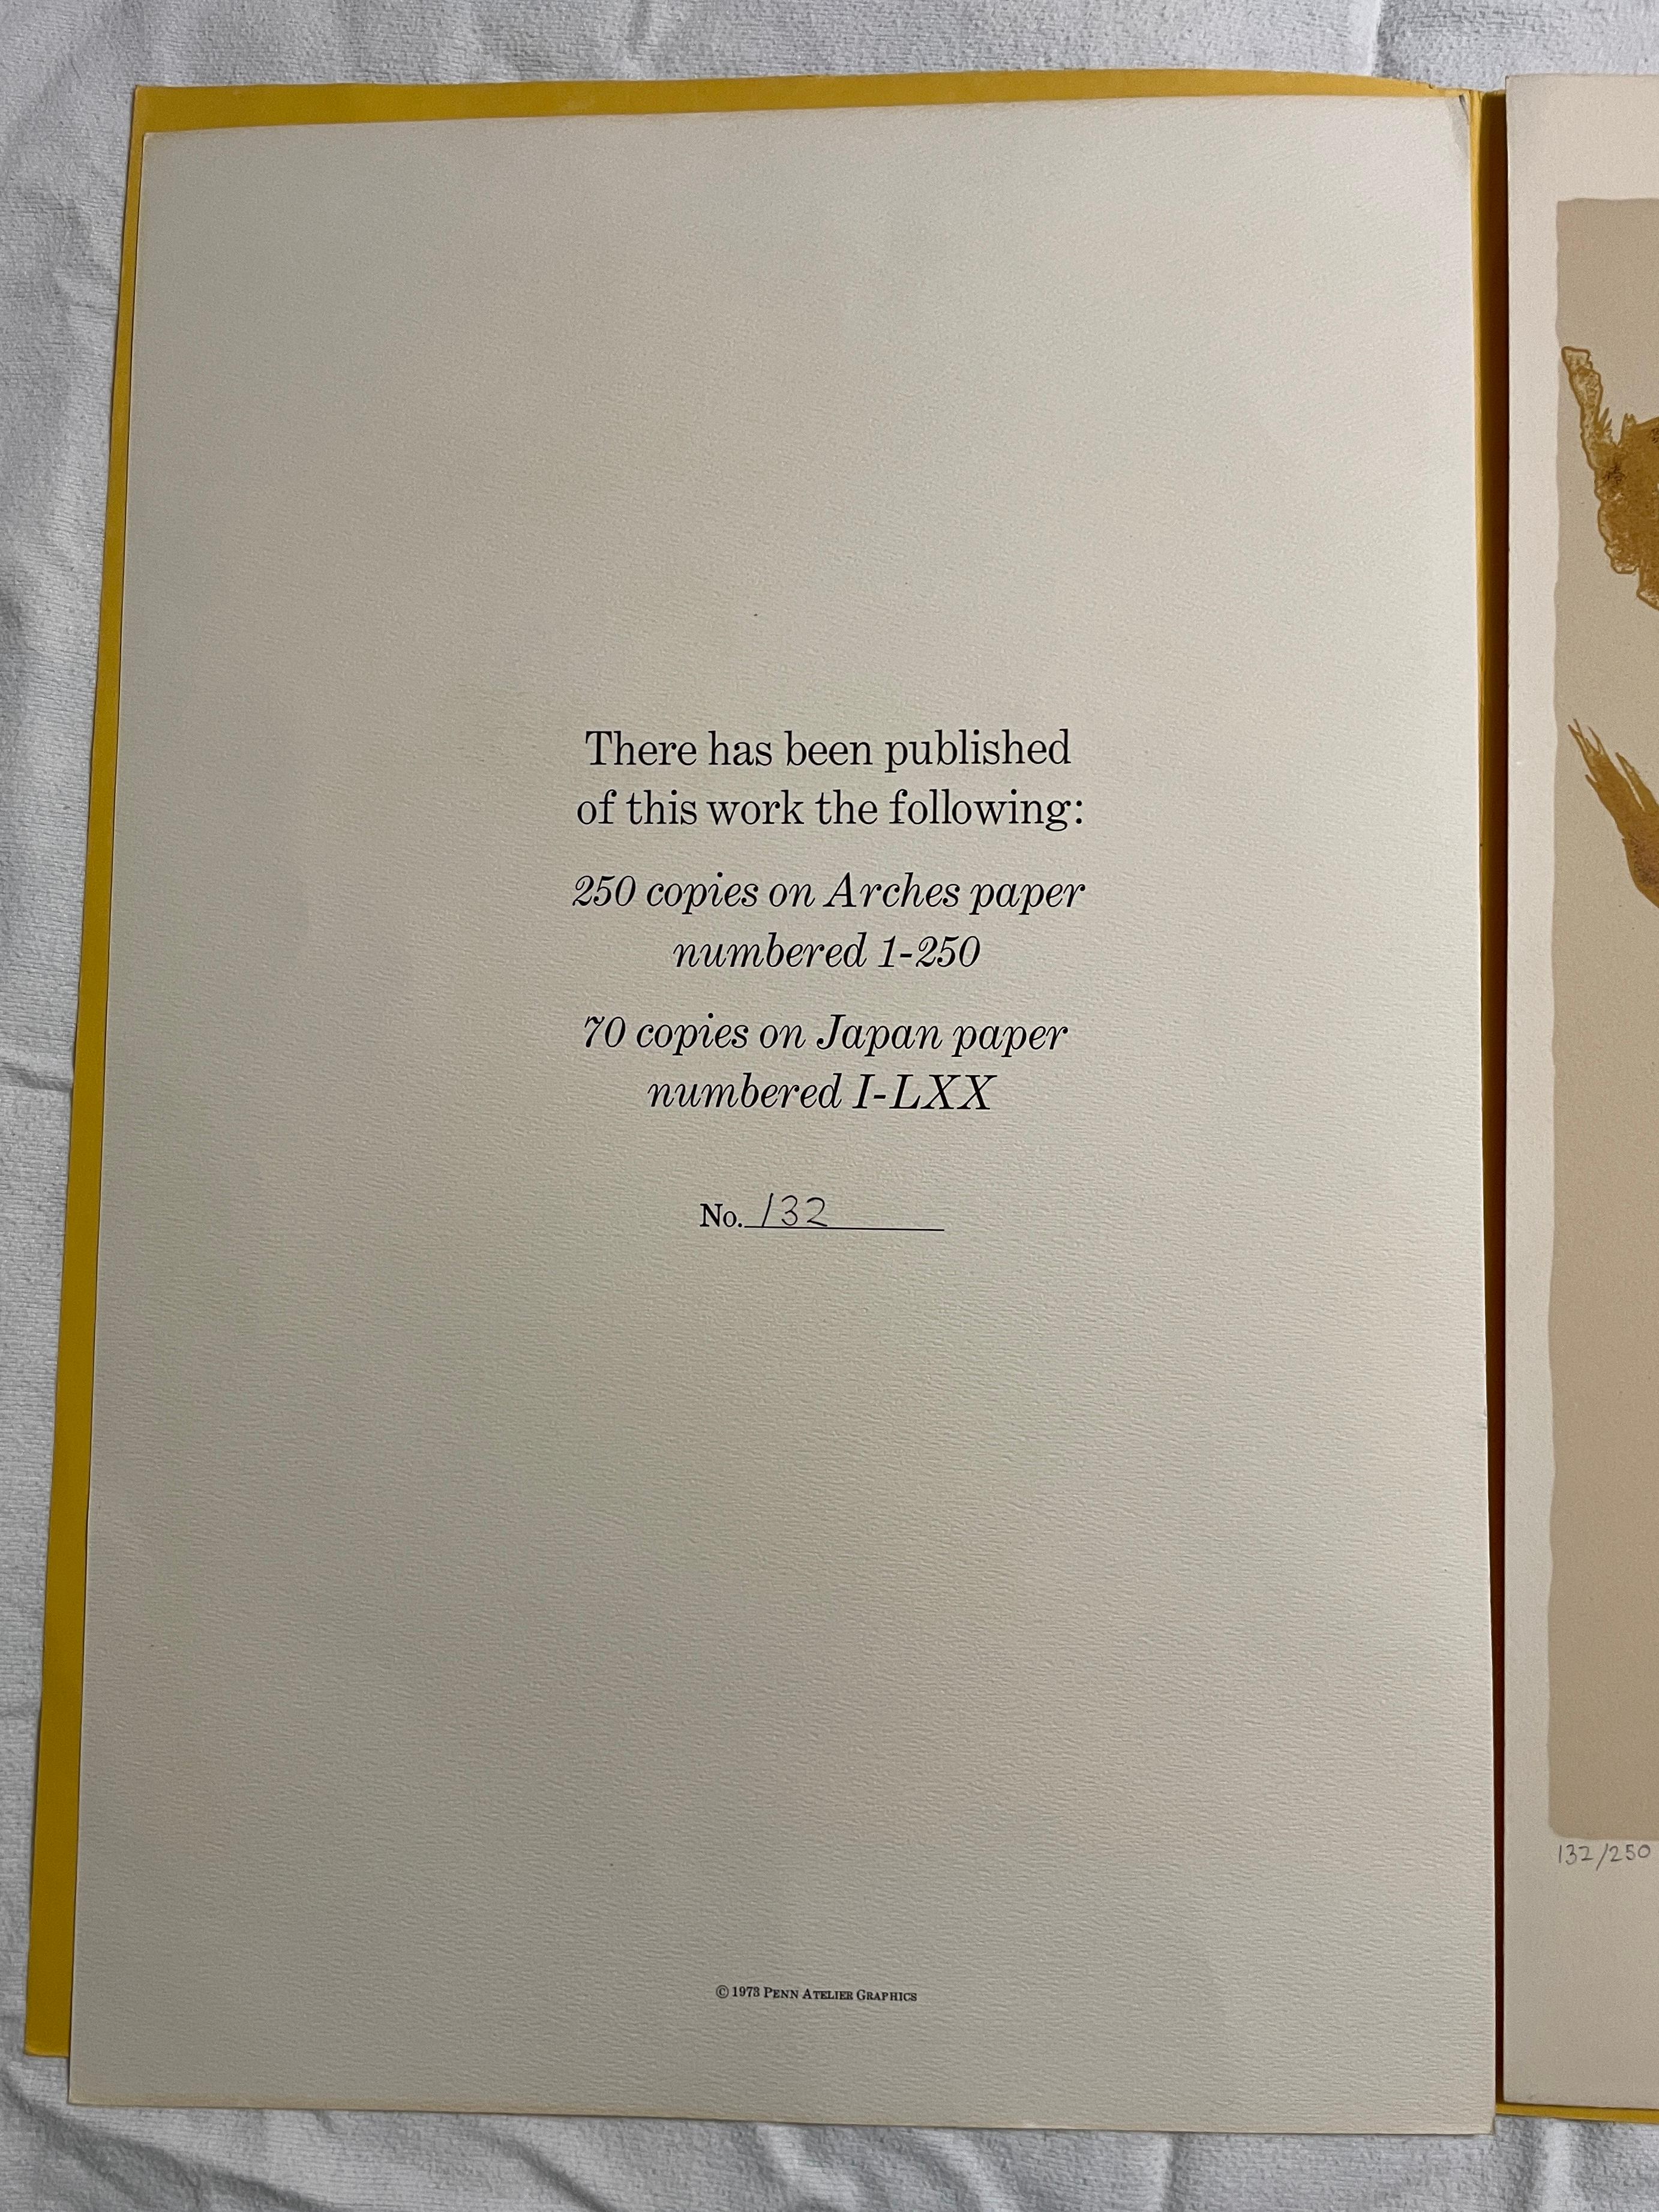 There has been published
of this work the following:
250 copies on Arches paper
numbered 1-250
70 copies on Japan paper
numbered I-LXX
No. 132
© 1973 PENN ATELIER GRAPHICS
132/250